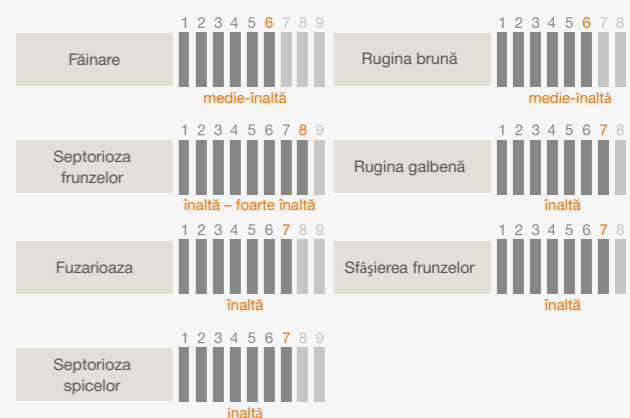 1 2 3 4 5 6 7 8 9
Făinare
medie-înaltă
1 2 3 4 5 6 7 8
Rugina brună
medie-înaltă
1 2 3 4 5 6 7 8 9
Septorioza
frunzelor
înaltă – foarte înaltă
1 2 3 4 5 6 7 8
Rugina galbenă
înaltă
1 2 3 4 5 6 7 8 9
Fuzarioaza
înaltă
1 2 3 4 5 6 7 8
Sfâșierea frunzelor
înaltă
1 2 3 4 5 6 7 8 9
Septorioza
spicelor
înaltă